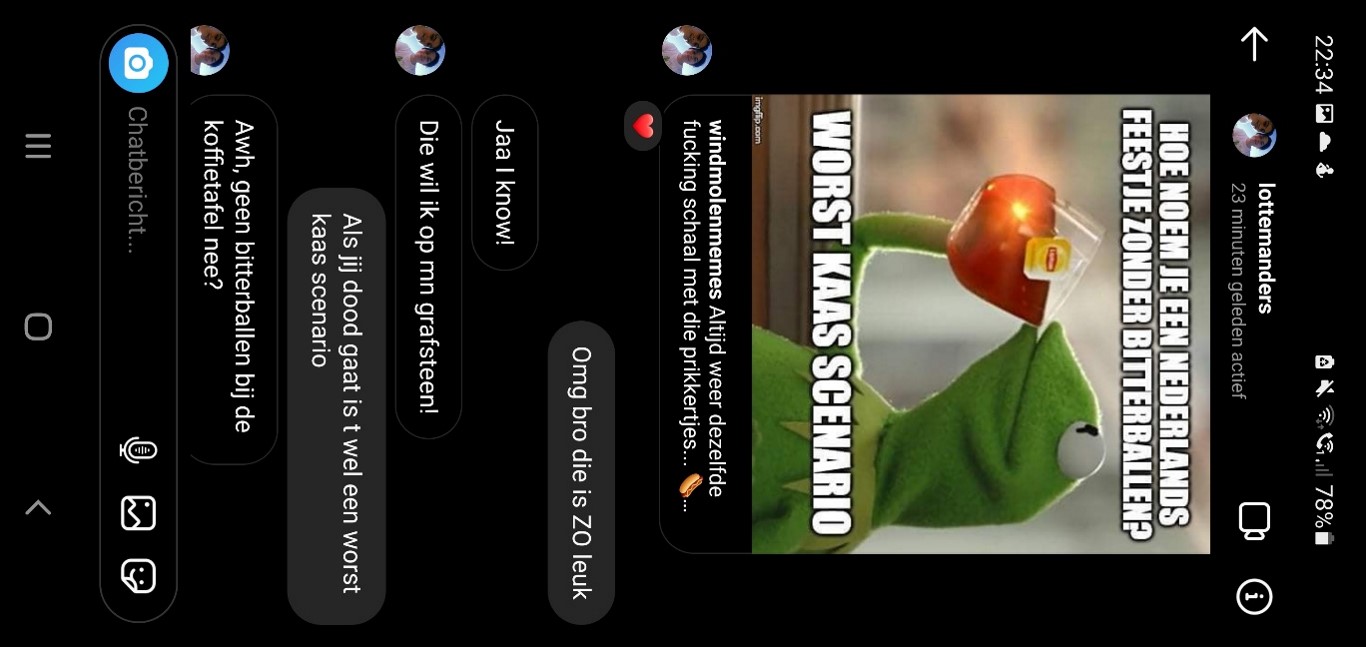 22:34
78%
lottemanders
23 minuten geleden actief
HOE NOEM JE EEN NEDERLANDS
FEESTJE ZONDER BITTERBALLEN?
Lipton
WORST KAAS SCENARIO
imgflip.com
windmolenmemes Altijd weer dezelfde
fucking schaal met die prikkertjes... 🌭...
❤️
Omg bro die is ZO leuk
Jaa I know!
Die wil ik op mn grafsteen!
Als jij dood gaat is t wel een worst
kaas scenario
Awh, geen bitterballen bij de
koffietafel nee?
Chatbericht...